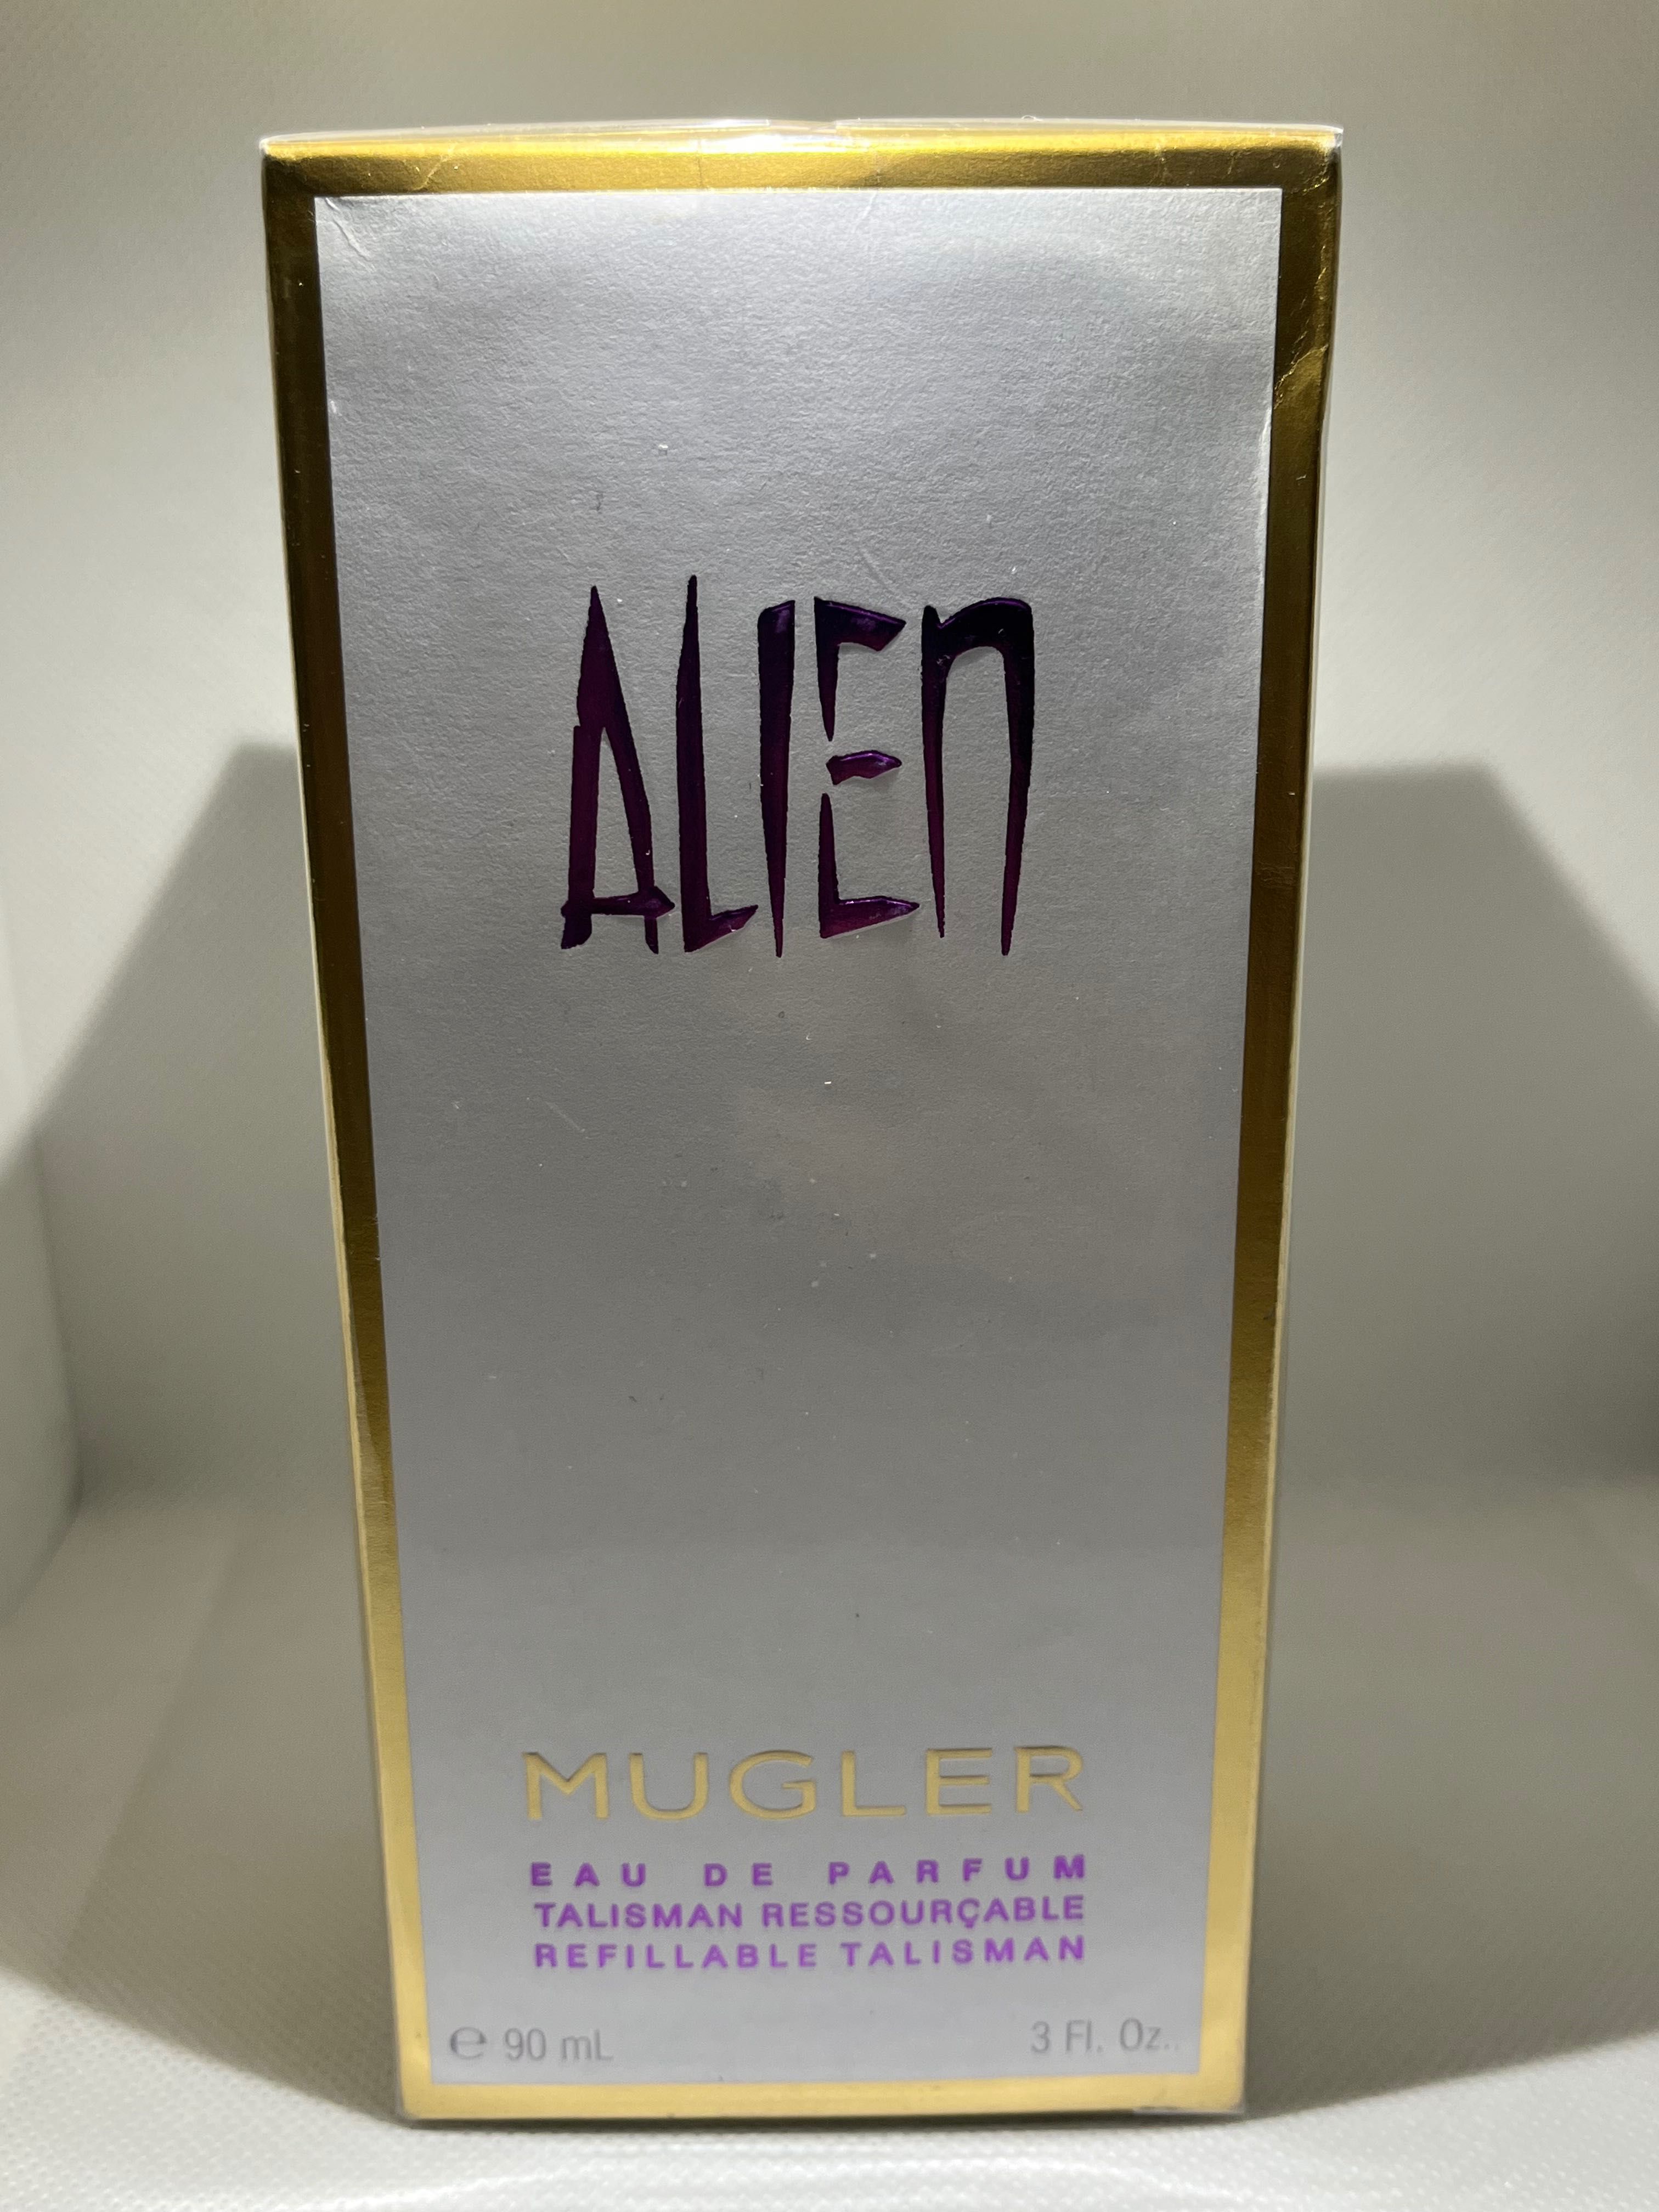 ALIEN
MUGLER
EAU DE PARFUM
TALISMAN RESSOURÇABLE
REFILLABLE TALISMAN
℮ 90 mL 3 Fl. Oz..